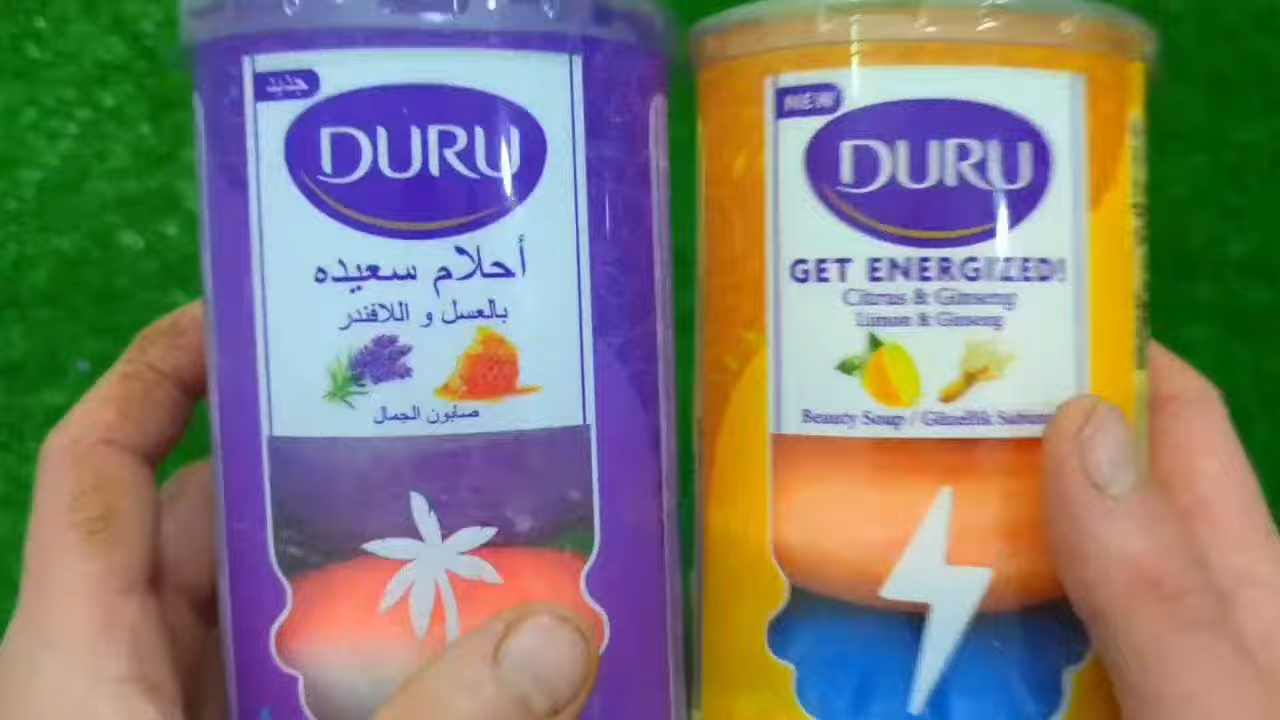 جديد
DURU
أحلام سعيده
بالعسل و اللافندر
صابون الجمال
NEW
DURU
GET ENERGIZED!
Citrus & Ginseng
Limon & Ginseng
Beauty Soap / Güzellik